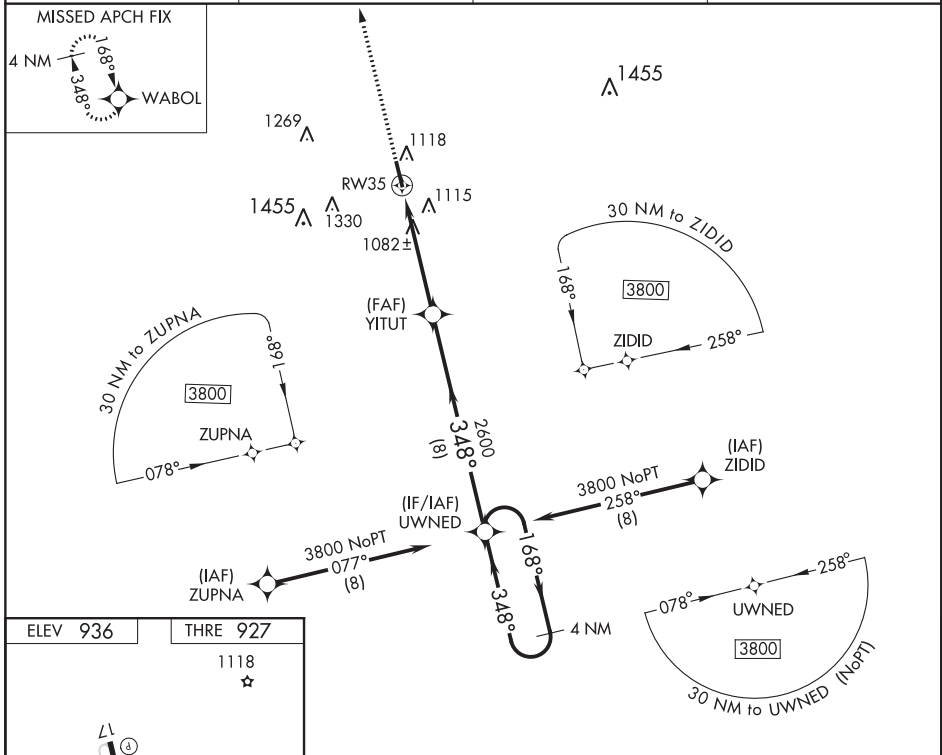 MISSED APCH FIX
4 NM
168°
348°
WABOL
1455
1269
1118
RW35
1115
1455
1330
1082±
30 NM to ZIDID
168°
3800
ZIDID
258°
(FAF)
YITUT
30 NM to ZUPNA
168°
3800
ZUPNA
078°
2600
348°
(8)
(IAF)
ZIDID
3800 NoPT
258°
(8)
(IF/IAF)
UWNED
3800 NoPT
077°
(8)
(IAF)
ZUPNA
168°
348°
4 NM
078°
258°
UWNED
3800
30 NM to UWNED (NoPT)
ELEV 936
THRE 927
1118
17
P